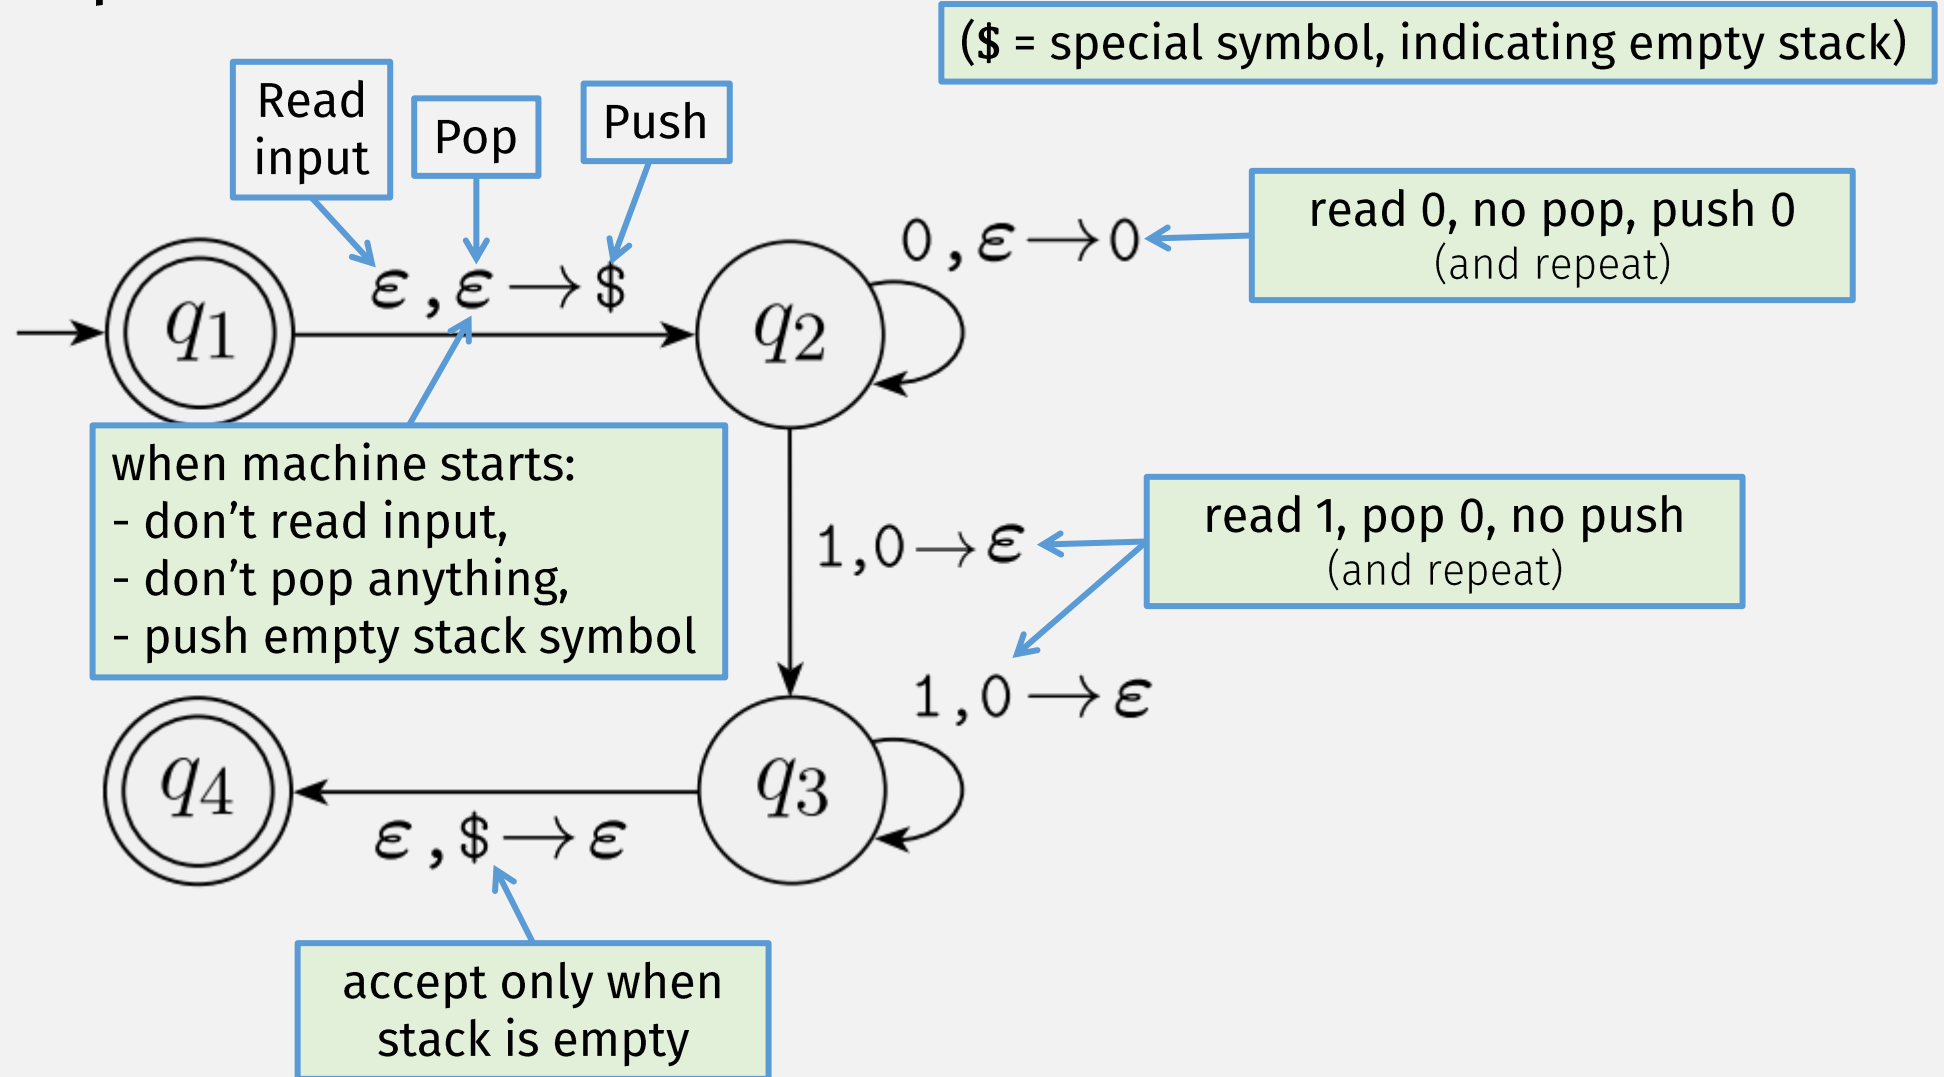 ($ = special symbol, indicating empty stack)
Read
input
Pop
Push
ε,ε→$
0,ε→0
read 0, no pop, push 0
(and repeat)
q1
q2
when machine starts:
- don’t read input,
- don’t pop anything,
- push empty stack symbol
1,0→ε
read 1, pop 0, no push
(and repeat)
1,0→ε
q4
q3
ε,$→ε
accept only when
stack is empty